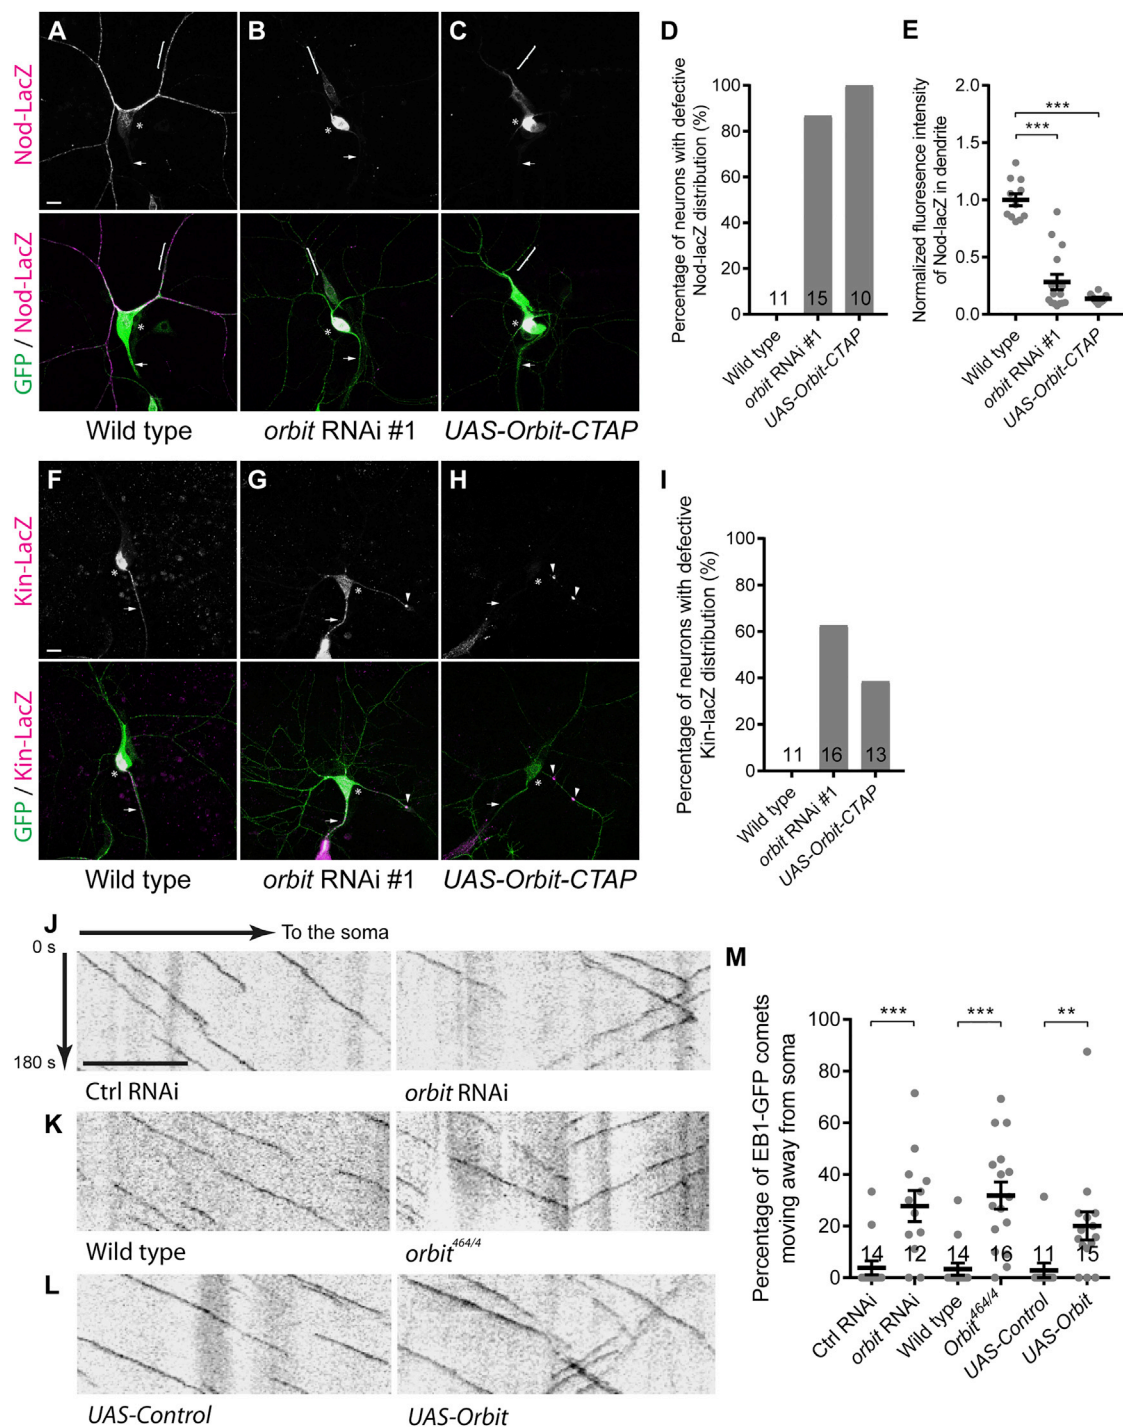 A
B
C
Nod-LacZ
GFP / Nod-LacZ
*
*
*
*
*
*
Wild type
orbit RNAi #1
UAS-Orbit-CTAP
D
Percentage of neurons with defective
Nod-lacZ distribution (%)
100
80
60
40
20
0
11
15
10
Wild type
orbit RNAi #1
UAS-Orbit-CTAP
E
Normalized fluoresence intensity
of Nod-lacZ in dendrite
2.0
1.5
1.0
0.5
0.0
***
***
Wild type
orbit RNAi #1
UAS-Orbit-CTAP
F
G
H
Kin-LacZ
GFP / Kin-LacZ
*
*
*
*
*
*
Wild type
orbit RNAi #1
UAS-Orbit-CTAP
I
Percentage of neurons with defective
Kin-lacZ distribution (%)
100
80
60
40
20
0
11
16
13
Wild type
orbit RNAi #1
UAS-Orbit-CTAP
J
To the soma
0 s
180 s
Ctrl RNAi
orbit RNAi
K
Wild type
orbit464/4
L
UAS-Control
UAS-Orbit
M
Percentage of EB1-GFP comets
moving away from soma
100
80
60
40
20
0
***
***
**
14
12
14
16
11
15
Ctrl RNAi
orbit RNAi
Wild type
Orbit464/4
UAS-Control
UAS-Orbit